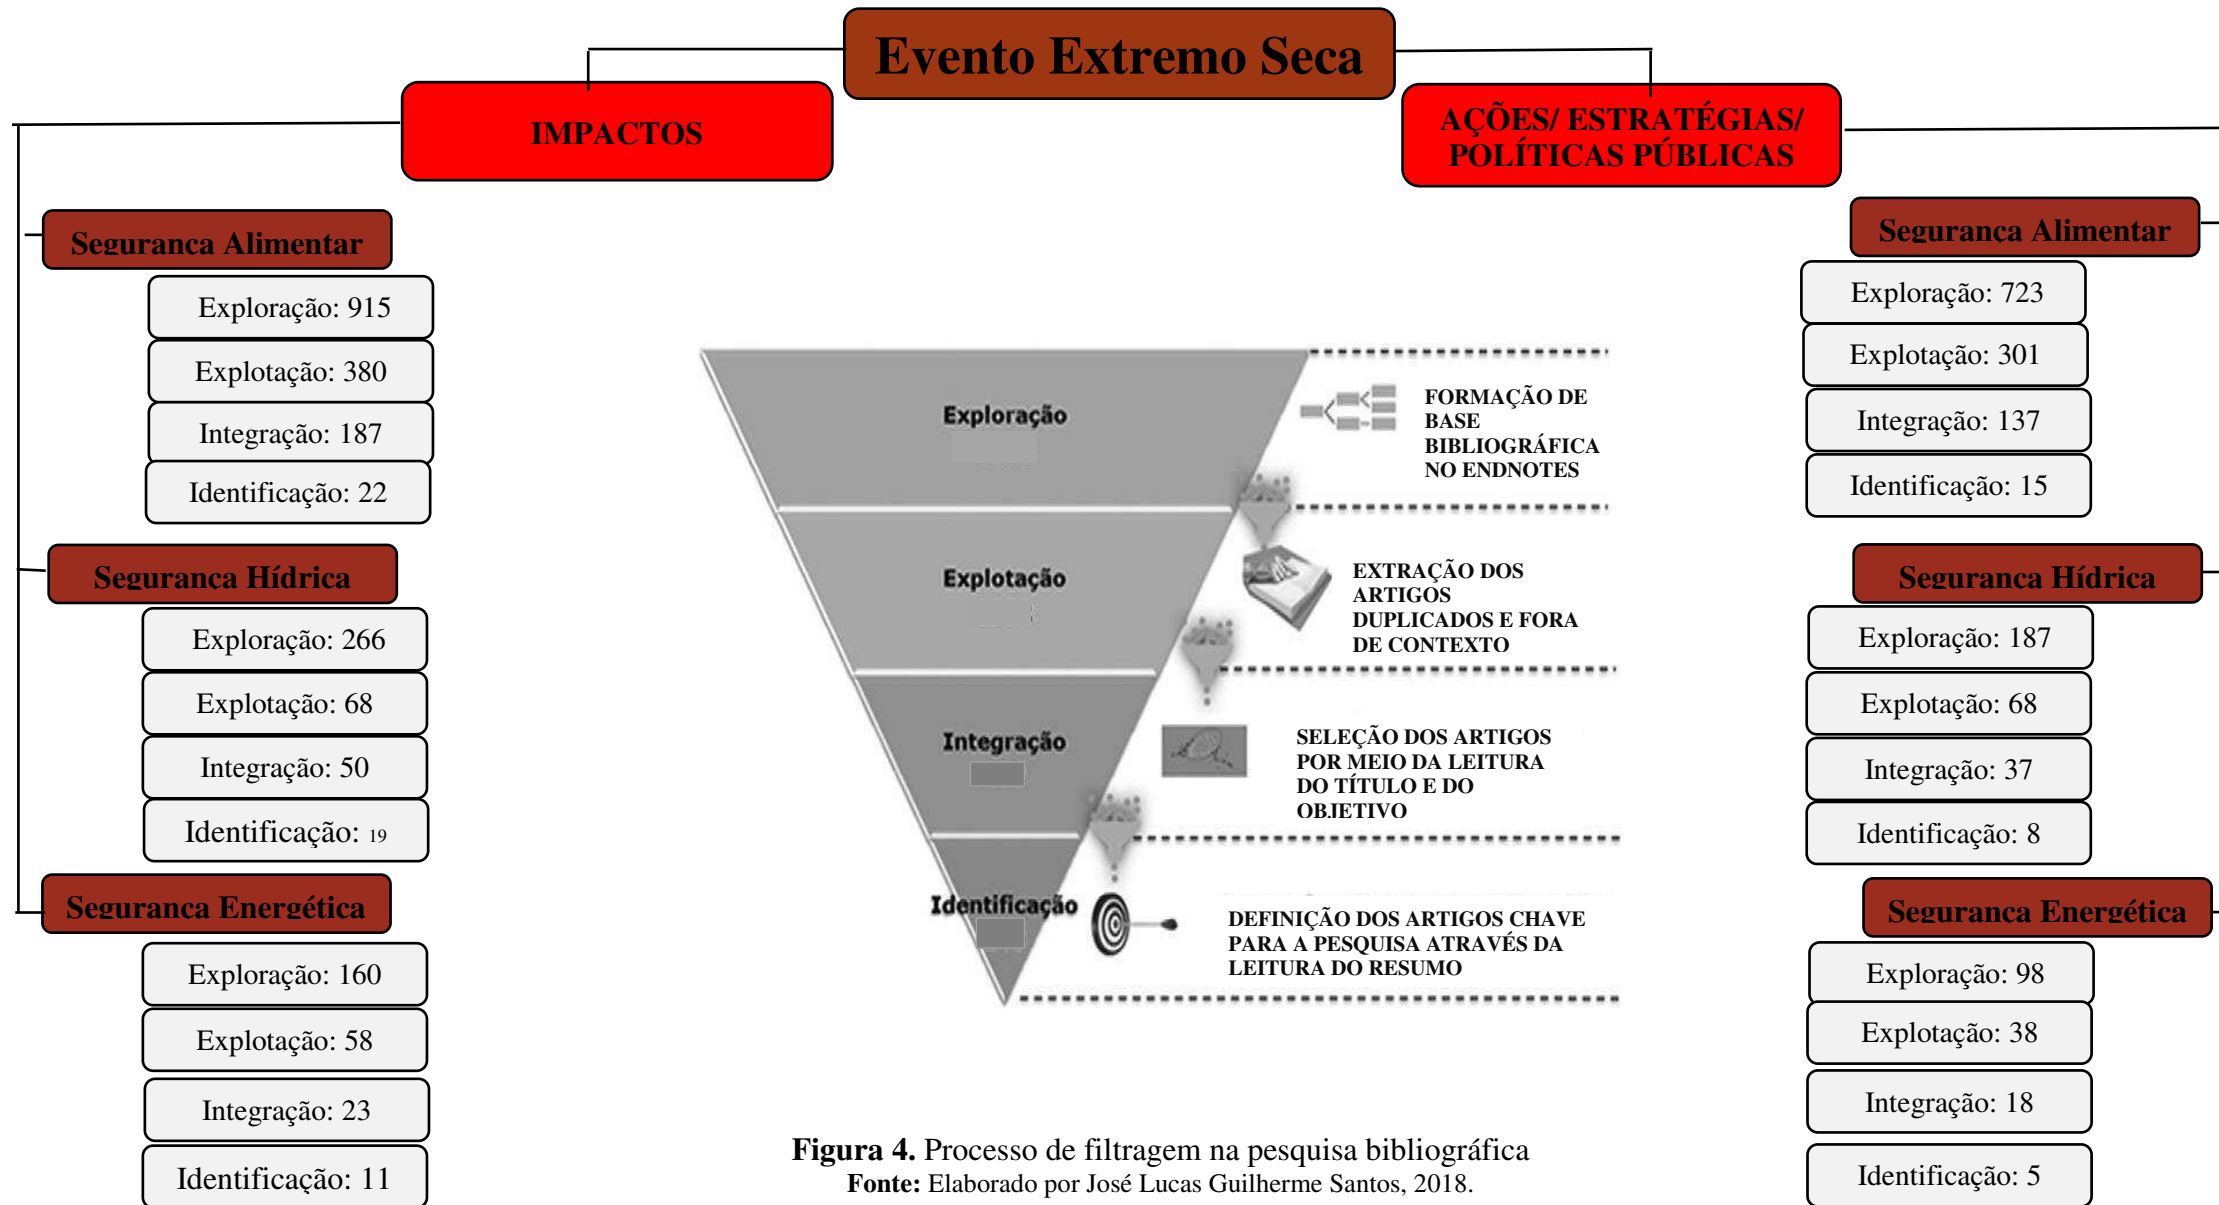 Evento Extremo Seca
IMPACTOS
AÇÕES/ ESTRATÉGIAS/
POLÍTICAS PÚBLICAS
Seguranca Alimentar
Exploração: 915
Explotação: 380
Integração: 187
Identificação: 22
Seguranca Hídrica
Exploração: 266
Explotação: 68
Integração: 50
Identificação: 19
Seguranca Energética
Exploração: 160
Explotação: 58
Integração: 23
Identificação: 11
Exploração
FORMAÇÃO DE
BASE
BIBLIOGRÁFICA
NO ENDNOTES
Explotação
EXTRAÇÃO DOS
ARTIGOS
DUPLICADOS E FORA
DE CONTEXTO
Integração
SELEÇÃO DOS ARTIGOS
POR MEIO DA LEITURA
DO TÍTULO E DO
OBJETIVO
Identificação
DEFINIÇÃO DOS ARTIGOS CHAVE
PARA A PESQUISA ATRAVÉS DA
LEITURA DO RESUMO
Seguranca Alimentar
Exploração: 723
Explotação: 301
Integração: 137
Identificação: 15
Seguranca Hídrica
Exploração: 187
Explotação: 68
Integração: 37
Identificação: 8
Seguranca Energética
Exploração: 98
Explotação: 38
Integração: 18
Identificação: 5
Figura 4. Processo de filtragem na pesquisa bibliográfica
Fonte: Elaborado por José Lucas Guilherme Santos, 2018.